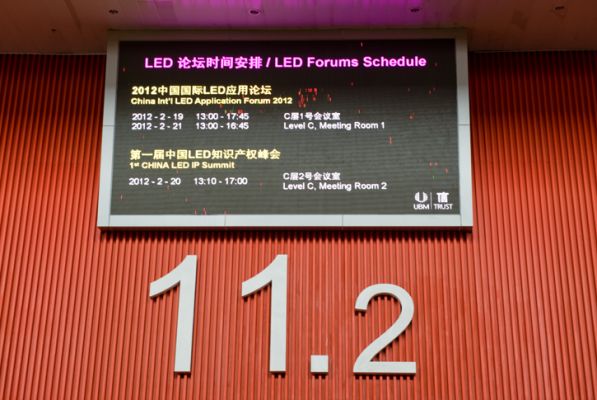 LED 论坛时间安排 / LED Forums Schedule
2012中国国际LED应用论坛
China Int'l LED Application Forum 2012
2012 - 2 - 19 13:00 - 17:45 C层1号会议室
2012 - 2 - 21 13:00 - 16:45 Level C, Meeting Room 1
第一届中国LED知识产权峰会
1st CHINA LED IP Summit
2012 - 2 - 20 13:10 - 17:00 C层2号会议室
Level C, Meeting Room 2
UBM TRUST
11.2